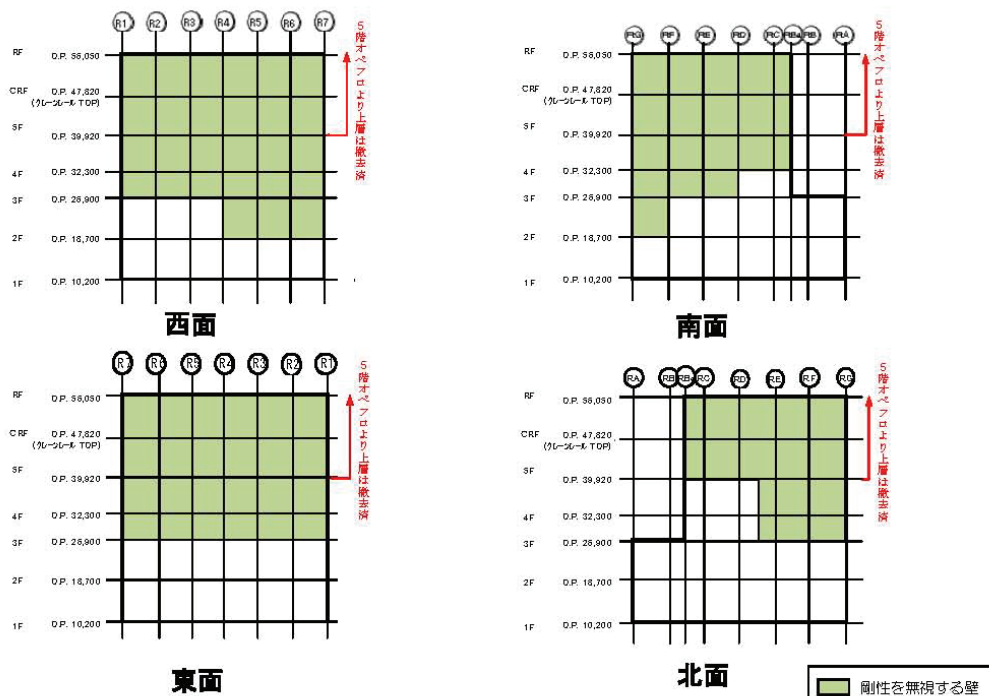 R1 R2 R3 R4 R5 R6 R7
RF O.P. 56,050
CRF O.P. 47,820
(クレーンレール TOP)
5F O.P. 39,920
4F O.P. 32,300
3F O.P. 26,900
2F O.P. 18,700
1F O.P. 10,200
5階オペフロより上層は撤去済
西面
RG RF RE RD RC RBa RB RA
RF O.P. 56,050
CRF O.P. 47,820
(クレーンレール TOP)
5F O.P. 39,920
4F O.P. 32,300
3F O.P. 26,900
2F O.P. 18,700
1F O.P. 10,200
5階オペフロより上層は撤去済
南面
R7 R6 R5 R4 R3 R2 R1
RF O.P. 56,050
CRF O.P. 47,820
(クレーンレール TOP)
5F O.P. 39,920
4F O.P. 32,300
3F O.P. 26,900
2F O.P. 18,700
1F O.P. 10,200
5階オペフロより上層は撤去済
東面
RA RB RBa RC RD RE RF RG
RF O.P. 56,050
CRF O.P. 47,820
(クレーンレール TOP)
5F O.P. 39,920
4F O.P. 32,300
3F O.P. 26,900
2F O.P. 18,700
1F O.P. 10,200
5階オペフロより上層は撤去済
北面
剛性を無視する壁